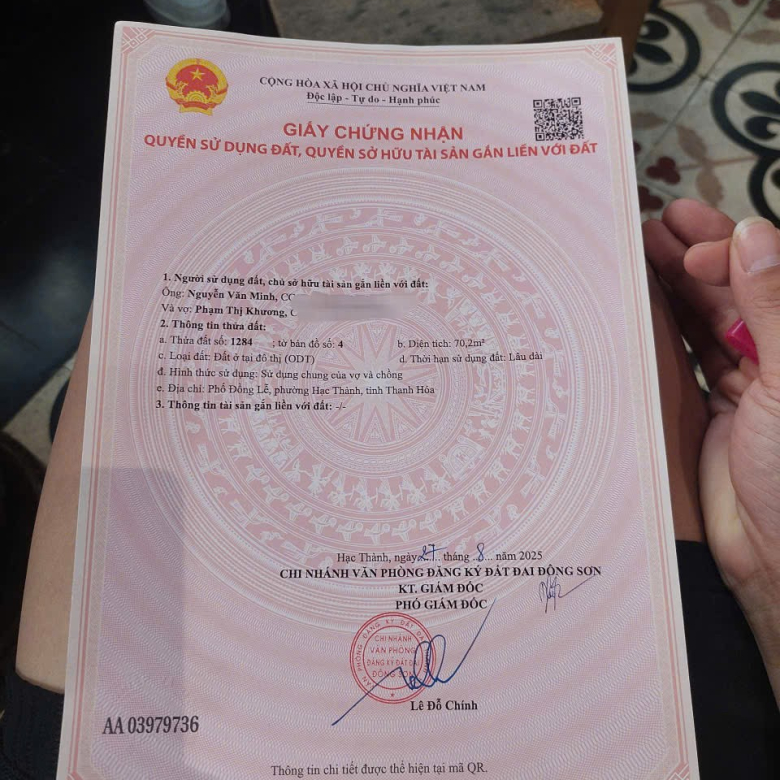 CỘNG HÒA XÃ HỘI CHỦ NGHĨA VIỆT NAM
Độc lập - Tự do - Hạnh phúc
GIẤY CHỨNG NHẬN
QUYỀN SỬ DỤNG ĐẤT, QUYỀN SỞ HỮU TÀI SẢN GẮN LIỀN VỚI ĐẤT
1. Người sử dụng đất, chủ sở hữu tài sản gắn liền với đất:
Ông: Nguyễn Văn Minh, CC
Và vợ: Phạm Thị Khương, C
2. Thông tin thửa đất:
a. Thửa đất số: 1284 ; tờ bản đồ số: 4 b. Diện tích: 70,2m²
c. Loại đất: Đất ở tại đô thị (ODT) d. Thời hạn sử dụng đất: Lâu dài
đ. Hình thức sử dụng: Sử dụng chung của vợ và chồng
e. Địa chỉ: Phố Đồng Lễ, phường Hạc Thành, tỉnh Thanh Hóa
3. Thông tin tài sản gắn liền với đất: -/-
Hạc Thành, ngày 27 tháng 8 năm 2025
CHI NHÁNH VĂN PHÒNG ĐĂNG KÝ ĐẤT ĐAI ĐÔNG SƠN
KT. GIÁM ĐỐC
PHÓ GIÁM ĐỐC
CHI NHÁNH
VĂN PHÒNG
ĐĂNG KÝ ĐẤT ĐAI
ĐÔNG SƠN
Lê Đỗ Chính
AA 03979736
Thông tin chi tiết được thể hiện tại mã QR.